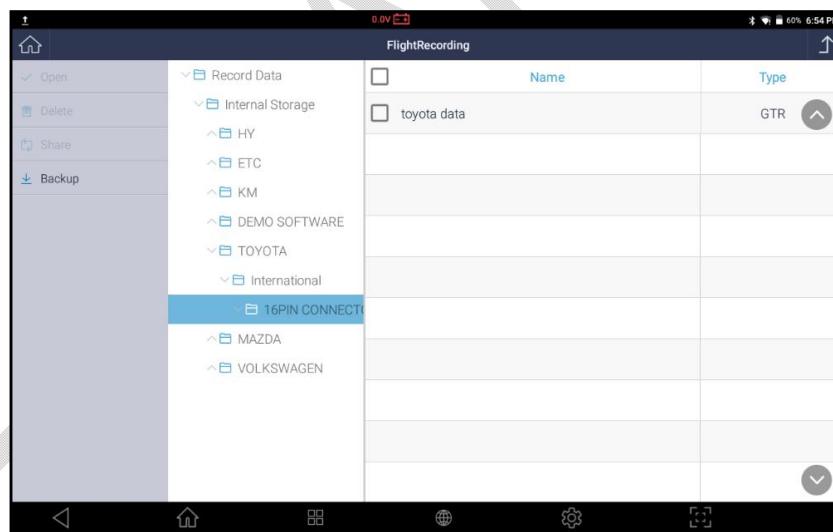 0.0V
60% 6:54 P
FlightRecording
Open
Delete
Share
Backup
Record Data
Internal Storage
HY
ETC
KM
DEMO SOFTWARE
TOYOTA
International
16PIN CONNECT
MAZDA
VOLKSWAGEN
Name Type
toyota data GTR